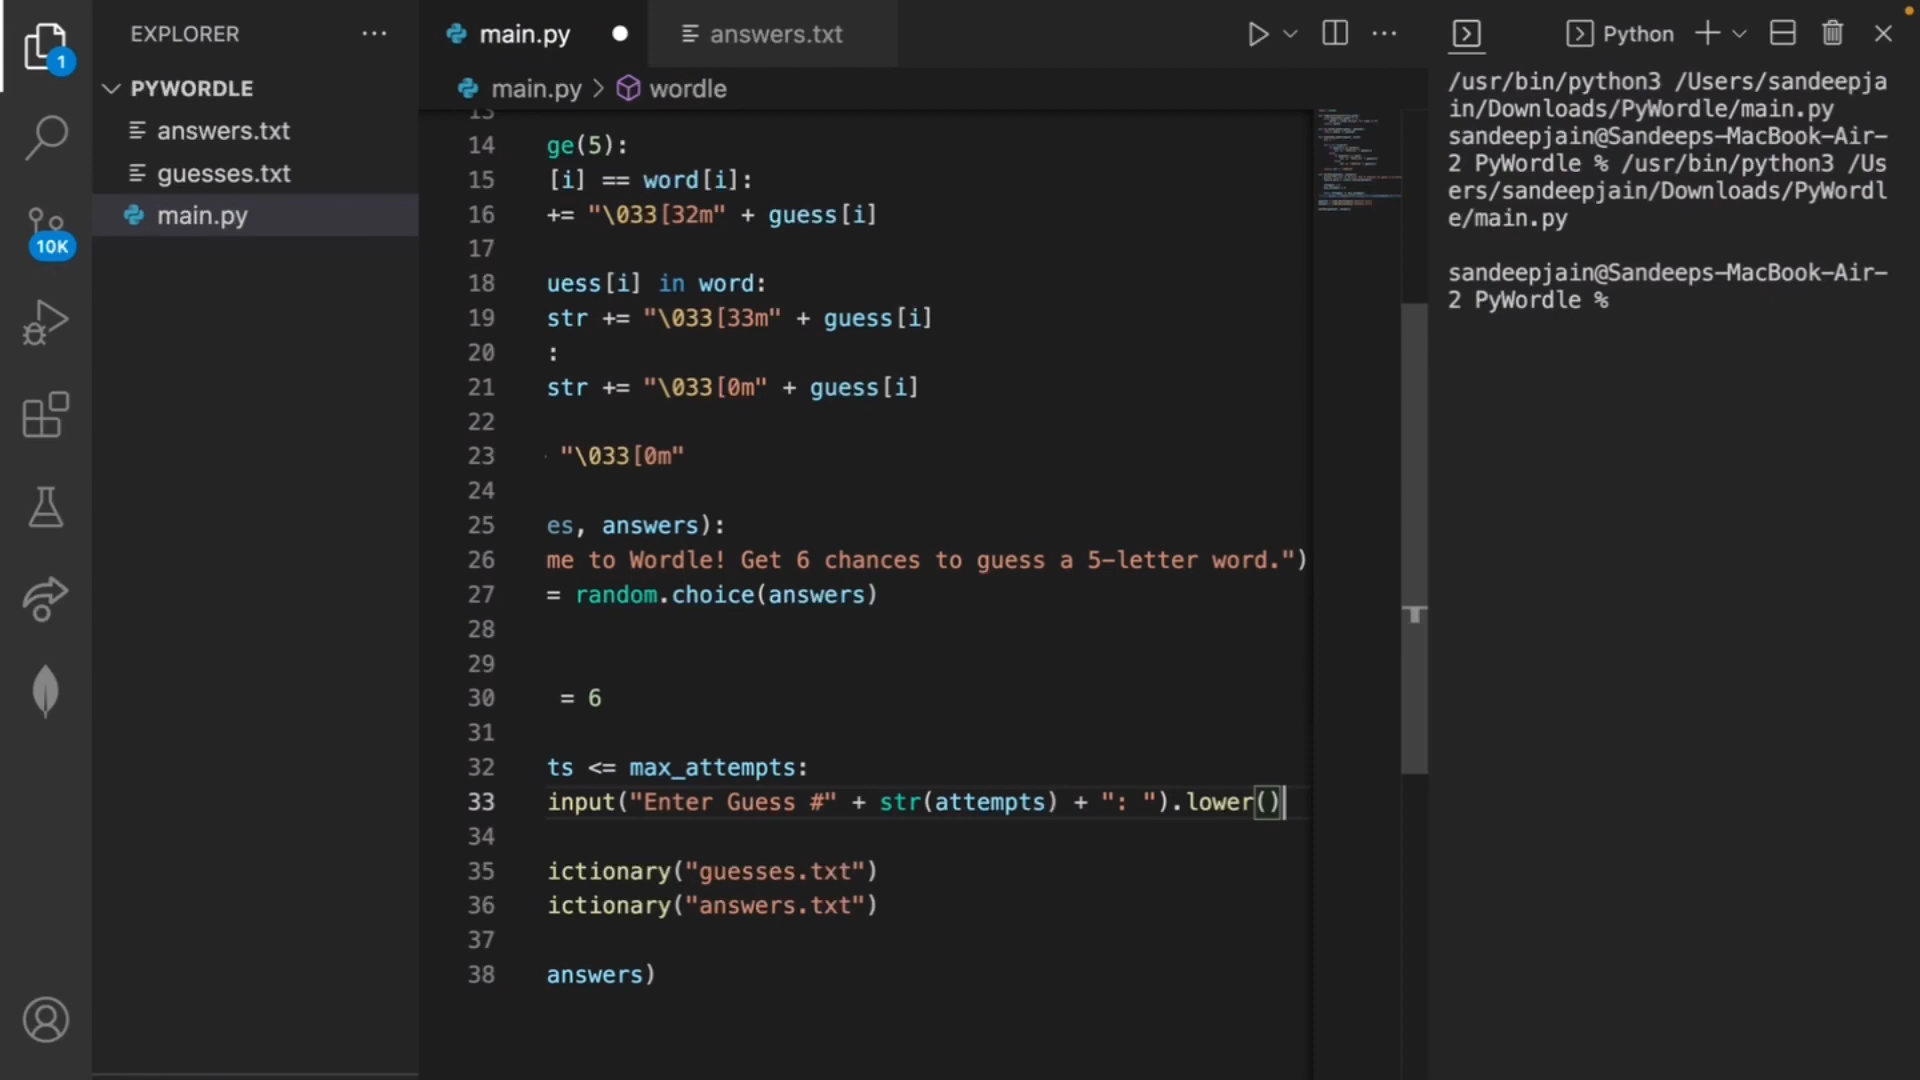 EXPLORER
PYWORDLE
answers.txt
guesses.txt
main.py
1
10K
main.py
answers.txt
main.py > wordle
13
14 ge(5):
15 [i] == word[i]:
16 += "\033[32m" + guess[i]
17
18 uess[i] in word:
19 str += "\033[33m" + guess[i]
20 :
21 str += "\033[0m" + guess[i]
22
23 "\033[0m"
24
25 es, answers):
26 me to Wordle! Get 6 chances to guess a 5-letter word.")
27 = random.choice(answers)
28
29
30 = 6
31
32 ts <= max_attempts:
33 input("Enter Guess #" + str(attempts) + ": ").lower()
34
35 ictionary("guesses.txt")
36 ictionary("answers.txt")
37
38 answers)
Python
/usr/bin/python3 /Users/sandeepja
in/Downloads/PyWordle/main.py
sandeepjain@Sandeeps-MacBook-Air-
2 PyWordle % /usr/bin/python3 /Us
ers/sandeepjain/Downloads/PyWordl
e/main.py
sandeepjain@Sandeeps-MacBook-Air-
2 PyWordle %